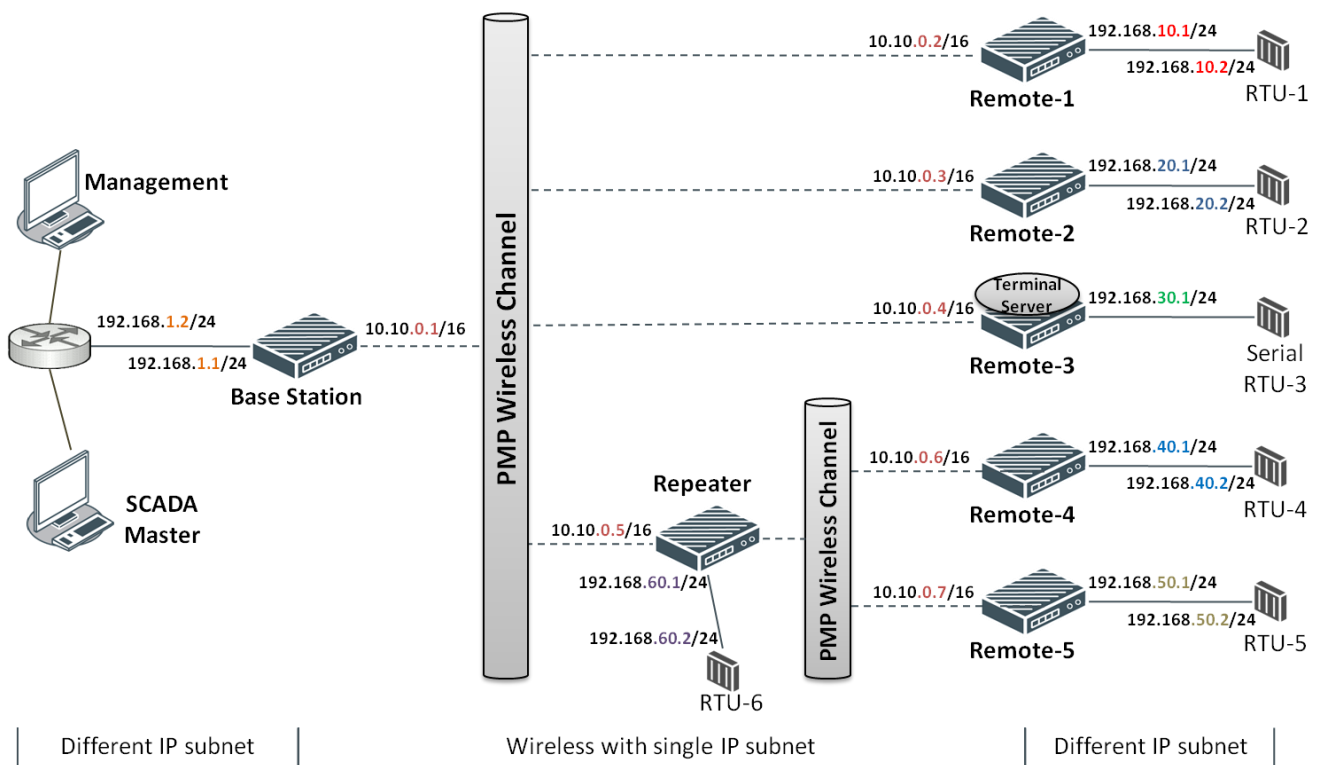 10.10.0.2/16
192.168.10.1/24
192.168.10.2/24
Remote-1
RTU-1
Management
10.10.0.3/16
192.168.20.1/24
192.168.20.2/24
Remote-2
RTU-2
PMP Wireless Channel
192.168.1.2/24
192.168.1.1/24
Base Station
10.10.0.1/16
10.10.0.4/16
Terminal
Server
192.168.30.1/24
Remote-3
Serial
RTU-3
SCADA
Master
Repeater
10.10.0.5/16
192.168.60.1/24
192.168.60.2/24
RTU-6
PMP Wireless Channel
10.10.0.6/16
192.168.40.1/24
192.168.40.2/24
Remote-4
RTU-4
10.10.0.7/16
192.168.50.1/24
192.168.50.2/24
Remote-5
RTU-5
Different IP subnet
Wireless with single IP subnet
Different IP subnet